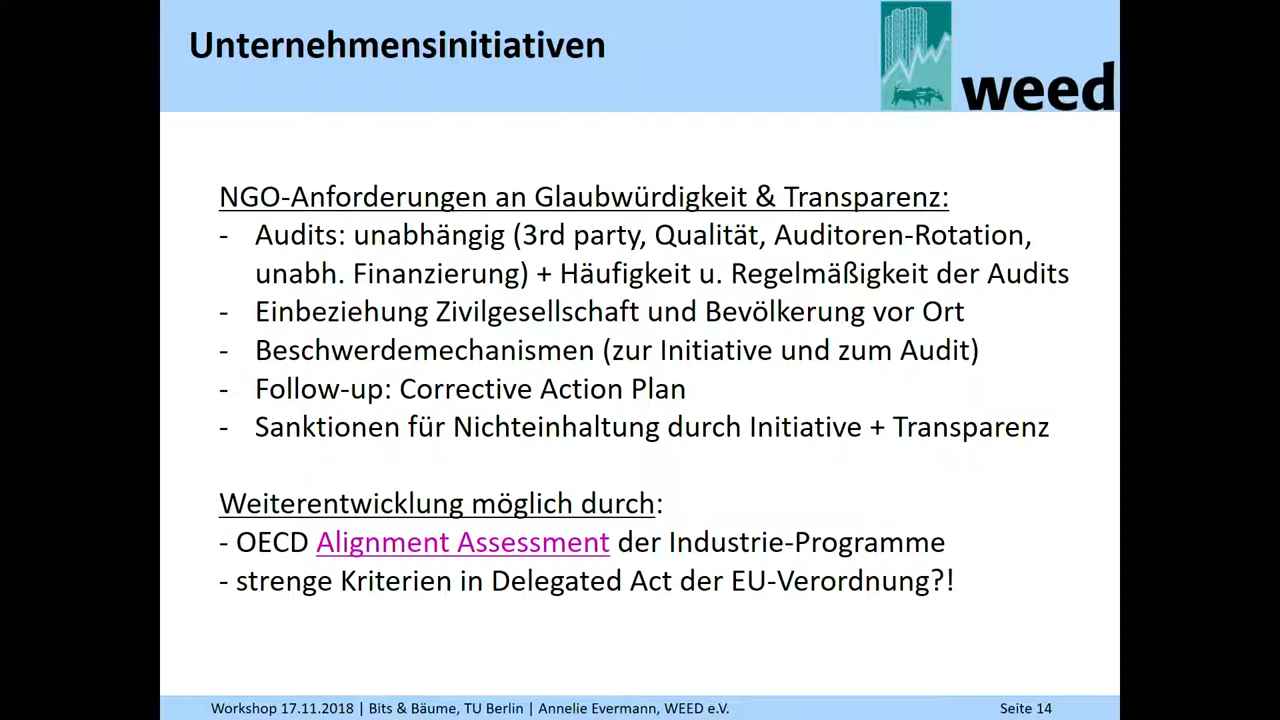 Unternehmensinitiativen
weed
NGO-Anforderungen an Glaubwürdigkeit & Transparenz:
- Audits: unabhängig (3rd party, Qualität, Auditoren-Rotation,
unabh. Finanzierung) + Häufigkeit u. Regelmäßigkeit der Audits
- Einbeziehung Zivilgesellschaft und Bevölkerung vor Ort
- Beschwerdemechanismen (zur Initiative und zum Audit)
- Follow-up: Corrective Action Plan
- Sanktionen für Nichteinhaltung durch Initiative + Transparenz
Weiterentwicklung möglich durch:
- OECD Alignment Assessment der Industrie-Programme
- strenge Kriterien in Delegated Act der EU-Verordnung?!
Workshop 17.11.2018 | Bits & Bäume, TU Berlin | Annelie Evermann, WEED e.V. Seite 14